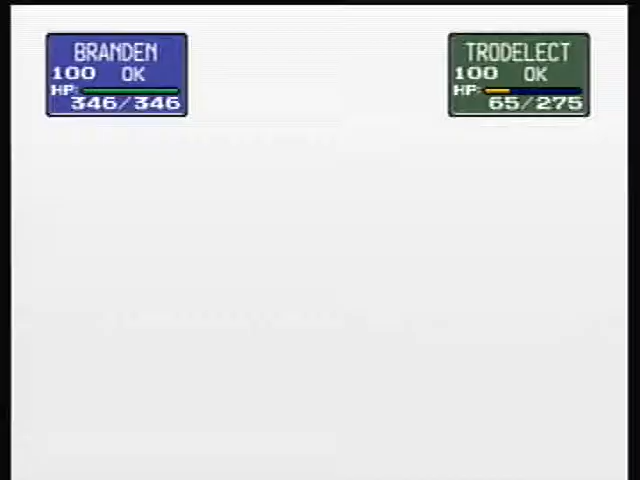 BRANDEN
100 OK
HP:
346/346
TRODELECT
100 OK
HP:
65/275